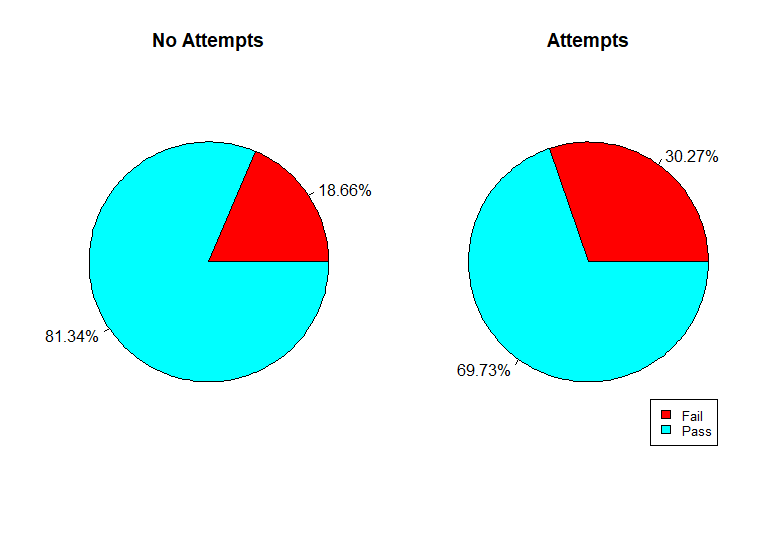 No Attempts
Attempts
18.66%
81.34%
30.27%
69.73%
Fail
Pass